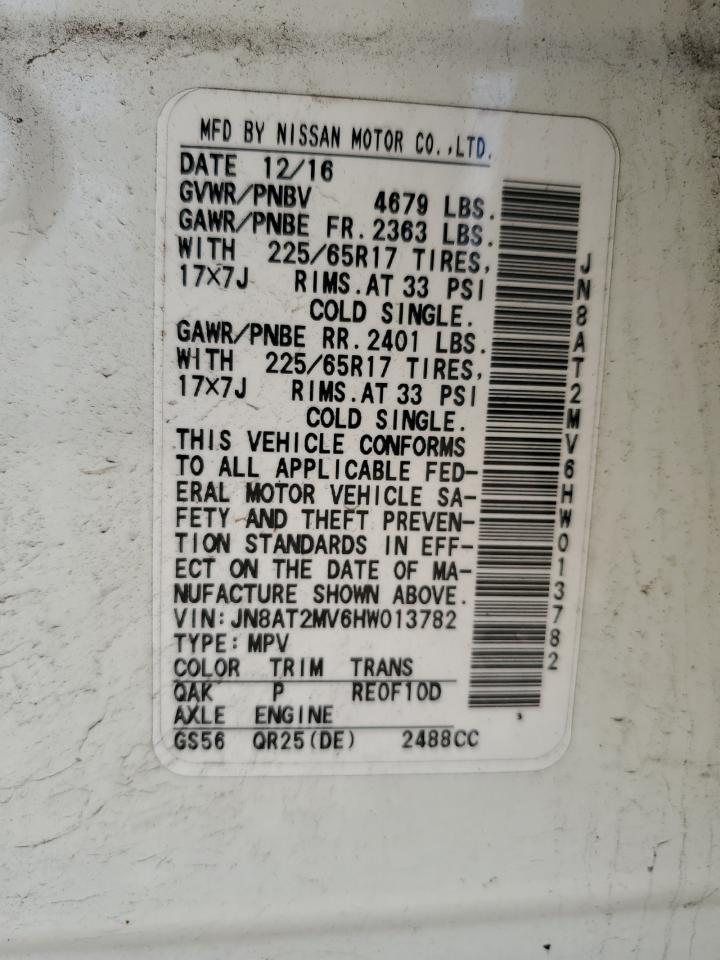 MFD BY NISSAN MOTOR CO.,LTD.
DATE 12/16
GVWR/PNBV 4679 LBS.
GAWR/PNBE FR. 2363 LBS.
WITH 225/65R17 TIRES,
17X7J RIMS.AT 33 PSI
COLD SINGLE.
GAWR/PNBE RR. 2401 LBS.
WITH 225/65R17 TIRES,
17X7J RIMS.AT 33 PSI
COLD SINGLE.
THIS VEHICLE CONFORMS
TO ALL APPLICABLE FED-
ERAL MOTOR VEHICLE SA-
FETY AND THEFT PREVEN-
TION STANDARDS IN EFF-
ECT ON THE DATE OF MA-
NUFACTURE SHOWN ABOVE.
VIN: JN8AT2MV6HW013782
TYPE: MPV
COLOR TRIM TRANS
QAK P RE0F10D
AXLE ENGINE
GS56 QR25(DE) 2488CC
JN8AT2MV6HW013782